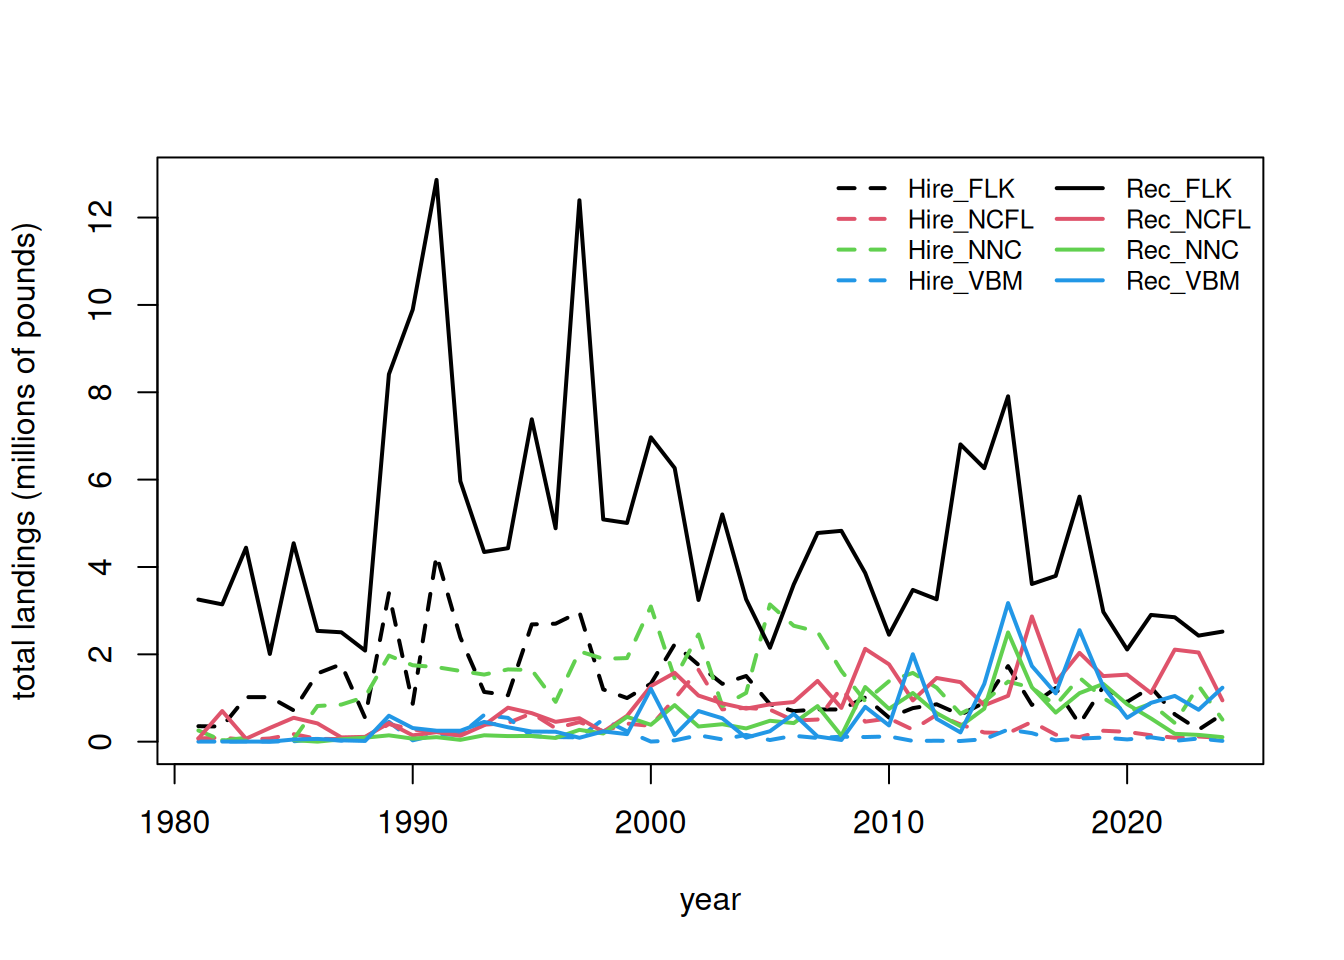 Hire_FLK Rec_FLK
Hire_NCFL Rec_NCFL
Hire_NNC Rec_NNC
Hire_VBM Rec_VBM
total landings (millions of pounds)
12
10
8
6
4
2
0
1980 1990 2000 2010 2020
year